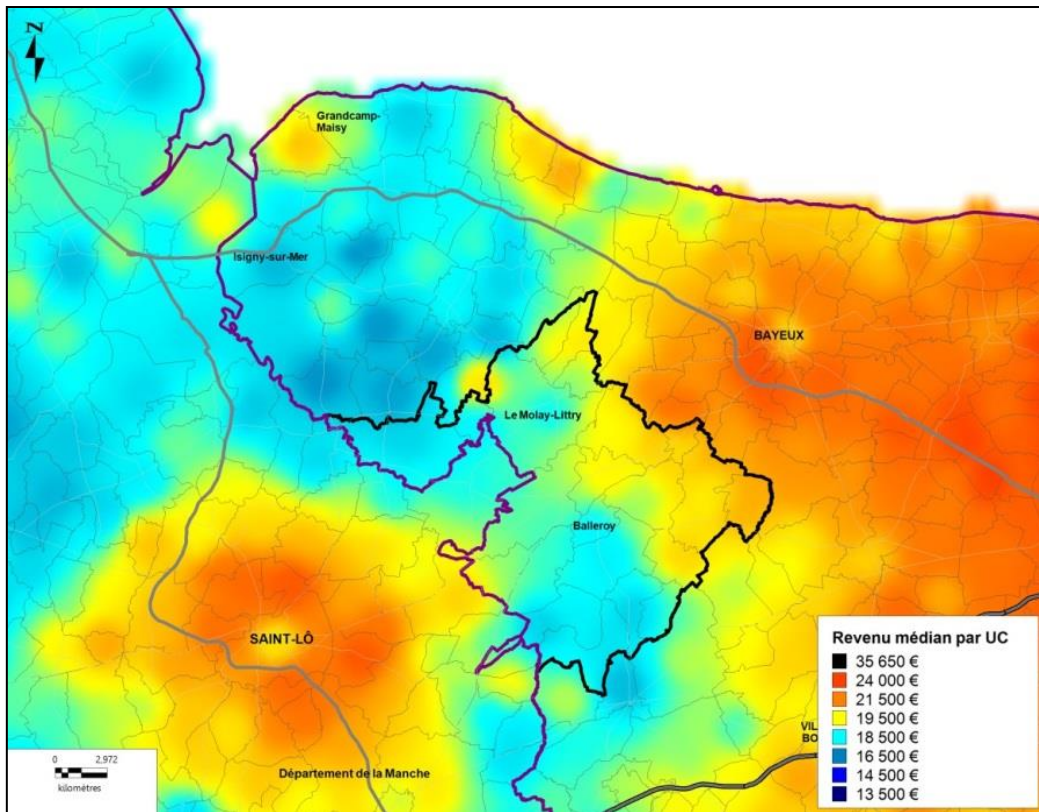 Z
Grandcamp-
Maisy
Isigny-sur-Mer
BAYEUX
Le Molay-Littry
Balleroy
SAINT-LÔ
Département de la Manche
VIL
BO
0 2,972
kilomètres
Revenu médian par UC
35 650 €
24 000 €
21 500 €
19 500 €
18 500 €
16 500 €
14 500 €
13 500 €